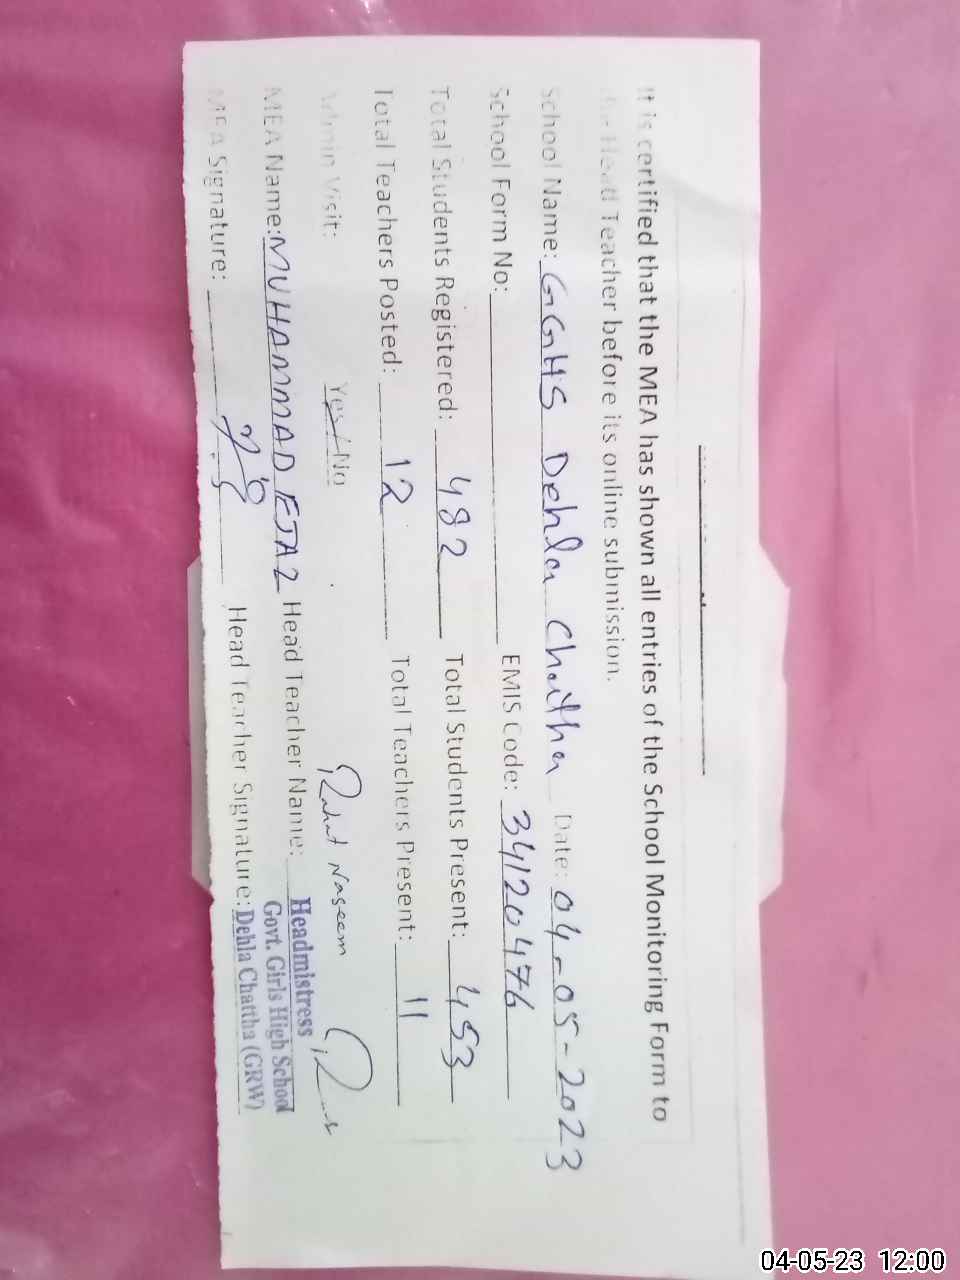 It is certified that the MEA has shown all entries of the School Monitoring Form to
the Head Teacher before its online submission.
School Name: GGHS Dehla Chattha Date: 04-05-2023
School Form No: EMIS Code: 34120476
Total Students Registered: 482 Total Students Present: 453
Total Teachers Posted: 12 Total Teachers Present: 11
Admin Visit: Yes/No
Rahat Naseem
MEA Name: MUHAMMAD EJAZ Head Teacher Name:
Headmistress
Govt. Girls High School
MEA Signature: Head Teacher Signature: Dehla Chattha (GRW)
04-05-23 12:00